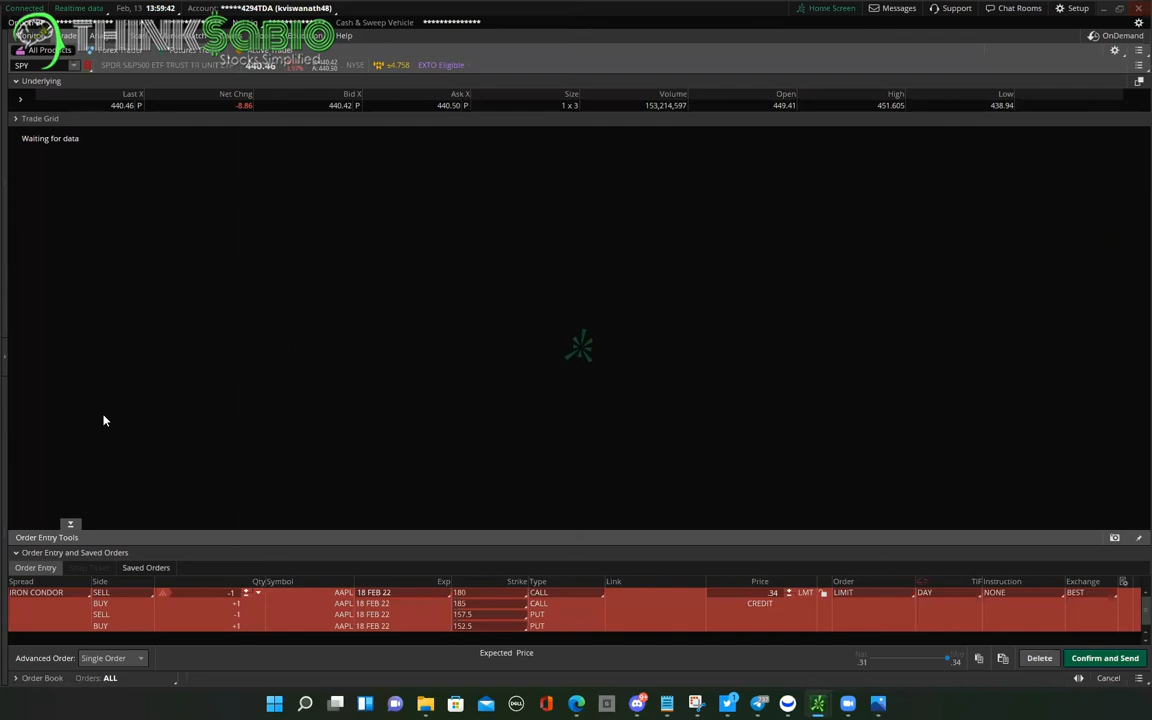 Connected Realtime data Feb, 13 13:59:42 Account: *****4294TDA (kviswanath48) Home Screen Messages Support Chat Rooms Setup
Cash & Sweep Vehicle **************
Help OnDemand
THINKSABIO
Stocks Simplified
All Products
SPY SPDR S&P500 ETF TRUST TR UNIT ETF 440.46 NYSE ±4.758 EXTO Eligible
Underlying
Last X Net Chng Bid X Ask X Size Volume Open High Low
440.46 P -8.86 440.42 P 440.50 P 1 x 3 153,214,597 449.41 451.605 438.94
Trade Grid
Waiting for data
Order Entry Tools
Order Entry and Saved Orders
Order Entry Saved Orders
Spread Side Qty Symbol Exp Strike Type Link Price Order TIF Instruction Exchange
IRON CONDOR SELL -1 AAPL 18 FEB 22 180 CALL .34 LMT LIMIT DAY NONE BEST
BUY +1 AAPL 18 FEB 22 185 CALL CREDIT
SELL -1 AAPL 18 FEB 22 157.5 PUT
BUY +1 AAPL 18 FEB 22 152.5 PUT
Advanced Order: Single Order Expected Price Nat .31 Mid .34 Delete Confirm and Send
Order Book Orders: ALL Cancel